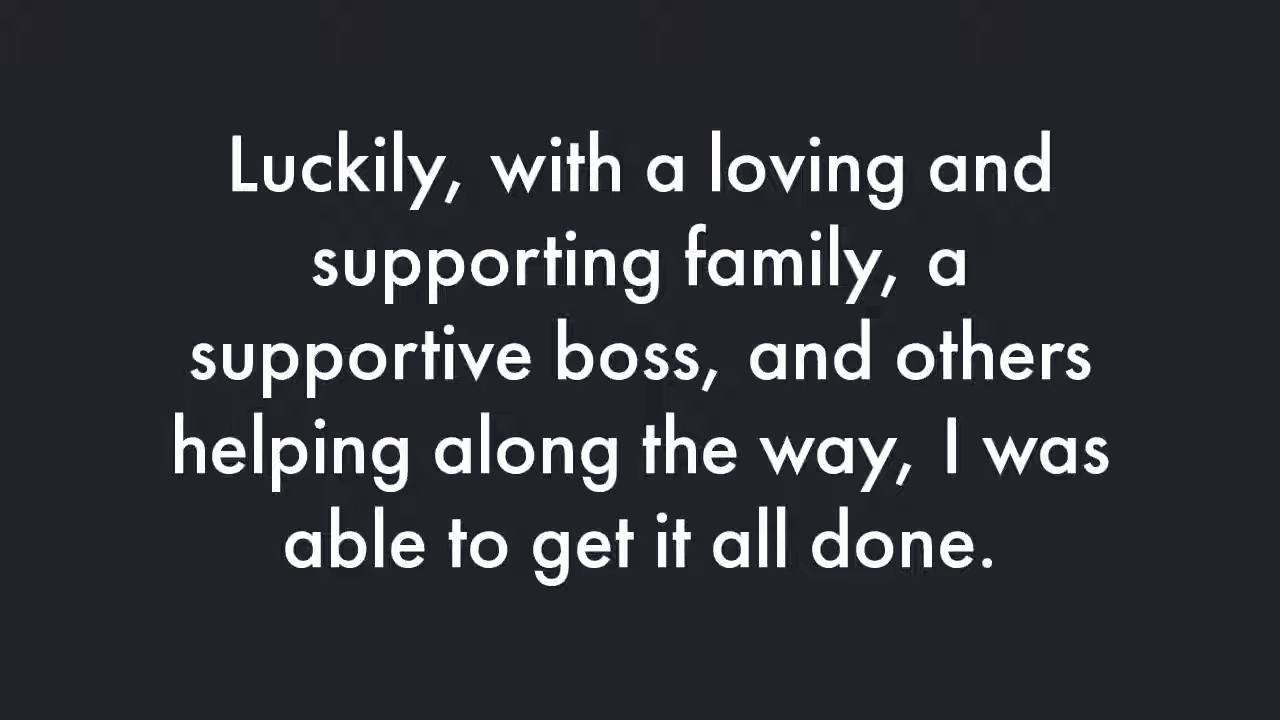 Luckily, with a loving and
supporting family, a
supportive boss, and others
helping along the way, I was
able to get it all done.